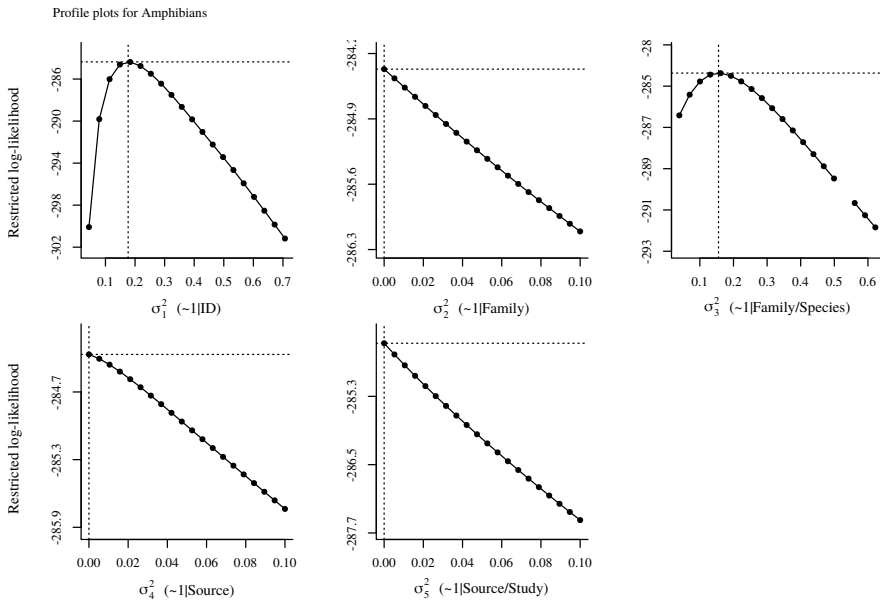 Profile plots for Amphibians
Restricted log-likelihood
-286
-290
-294
-298
-302
0.1 0.2 0.3 0.4 0.5 0.6 0.7
σ₁² (~1|ID)
-284.9
-285.6
-286.3
0.00 0.02 0.04 0.06 0.08 0.10
σ₂² (~1|Family)
-285
-287
-289
-291
-293
0.1 0.2 0.3 0.4 0.5 0.6
σ₃² (~1|Family/Species)
Restricted log-likelihood
-284.7
-285.3
-285.9
0.00 0.02 0.04 0.06 0.08 0.10
σ₄² (~1|Source)
-285.3
-286.5
-287.7
0.00 0.02 0.04 0.06 0.08 0.10
σ₅² (~1|Source/Study)